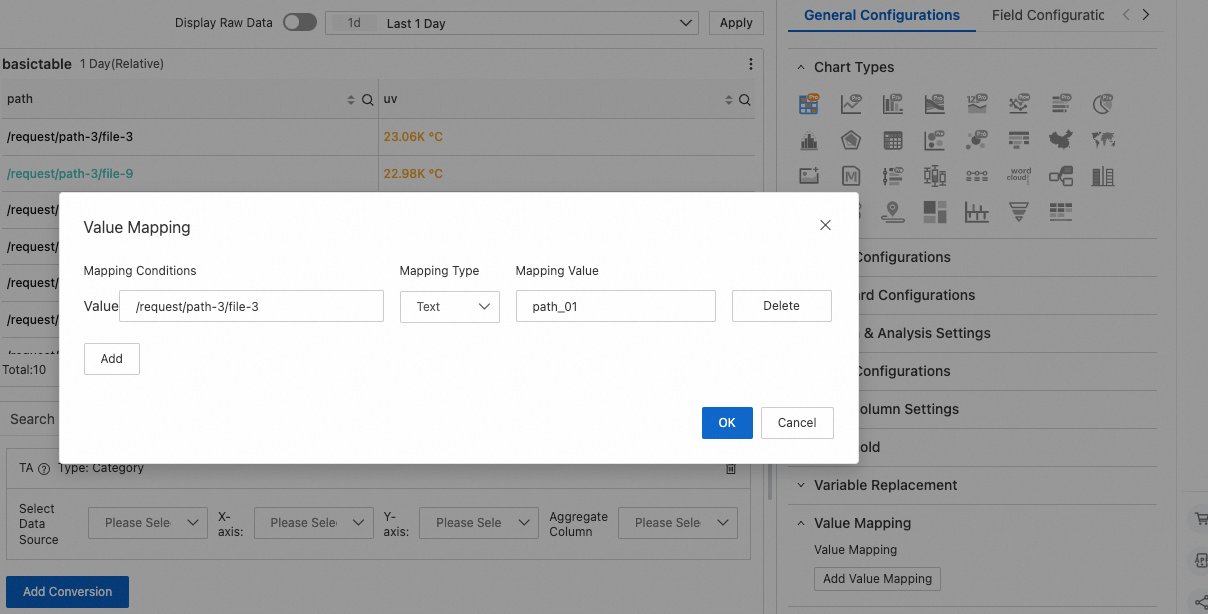 Display Raw Data
1d Last 1 Day
Apply
General Configurations
Field Configuratic
basictable 1 Day(Relative)
Chart Types
path
uv
/request/path-3/file-3
23.06K °C
/request/path-3/file-9
22.98K °C
/request/
/request/
/request/
/request/
Total:10
Value Mapping
Mapping Conditions
Mapping Type
Mapping Value
Value
/request/path-3/file-3
Text
path_01
Delete
Add
OK
Cancel
Configurations
rd Configurations
& Analysis Settings
Configurations
olumn Settings
old
Variable Replacement
Value Mapping
Value Mapping
Add Value Mapping
Search
TA ? Type: Category
Select
Data
Source
Please Sele
X-
axis:
Please Sele
Y-
axis:
Please Sele
Aggregate
Column
Please Sele
Add Conversion
word
cloud!
M